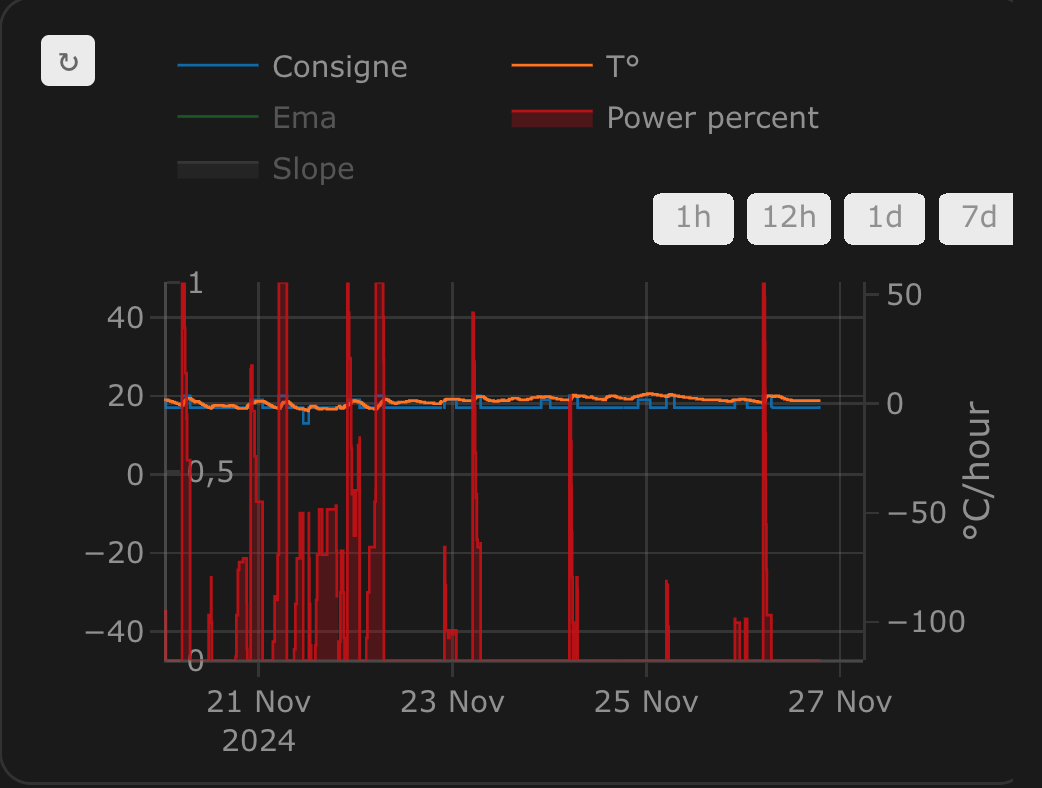 ↻
Consigne T°
Ema Power percent
Slope
1h 12h 1d 7d
1
40 50
20 0
0 0,5
−50
−20
−40 −100
0
21 Nov 23 Nov 25 Nov 27 Nov
2024
°C/hour